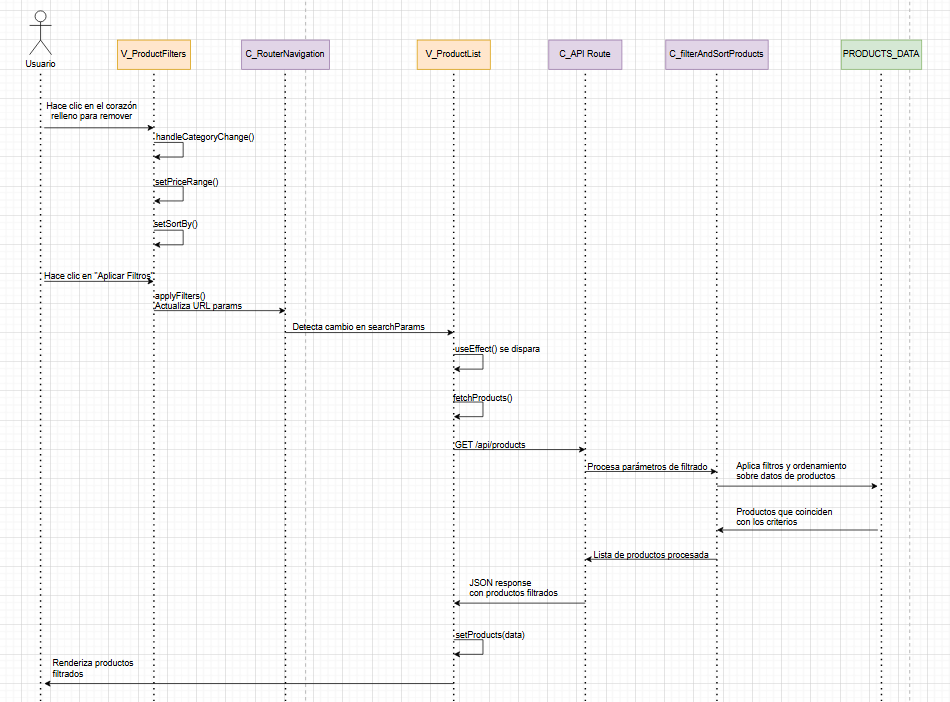 V_ProductFilters
C_RouterNavigation
V_ProductList
C_API Route
C_filterAndSortProducts
PRODUCTS_DATA
Usuario
Hace clic en el corazón
relleno para remover
handleCategoryChange()
setPriceRange()
setSortBy()
Hace clic en "Aplicar Filtros"
applyFilters()
Actualiza URL params
Detecta cambio en searchParams
useEffect() se dispara
fetchProducts()
GET /api/products
Procesa parámetros de filtrado
Aplica filtros y ordenamiento
sobre datos de productos
Productos que coinciden
con los criterios
Lista de productos procesada
JSON response
con productos filtrados
setProducts(data)
Renderiza productos
filtrados